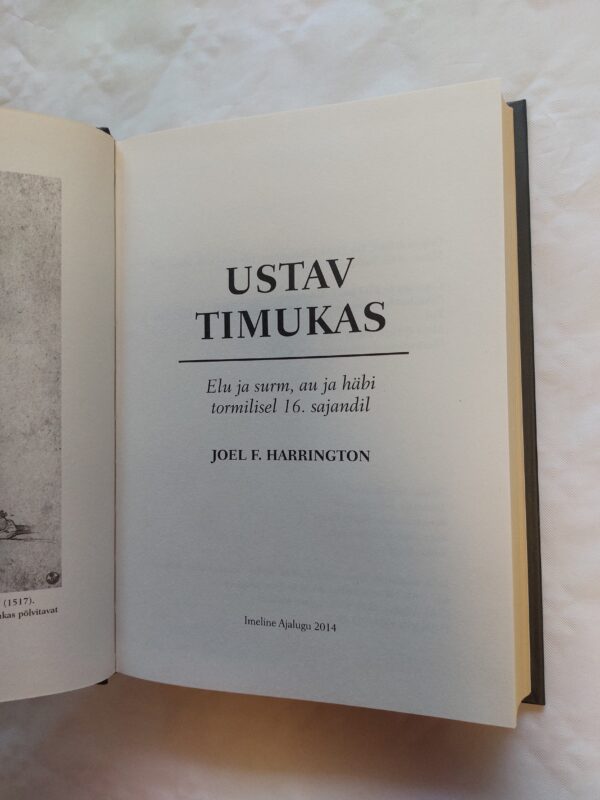 (1517).
kas põlvitavat
USTAV
TIMUKAS
Elu ja surm, au ja häbi
tormilisel 16. sajandil
JOEL F. HARRINGTON
Imeline Ajalugu 2014